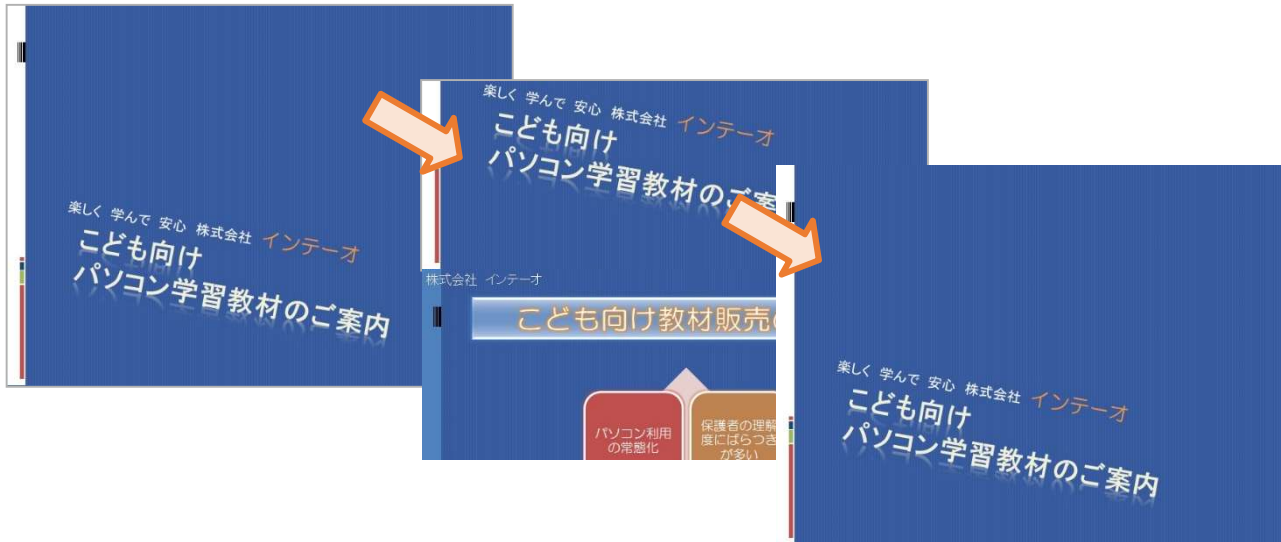 楽しく 学んで 安心 株式会社 インテーオ
こども向け
パソコン学習教材のご案内
楽しく 学んで 安心 株式会社 インテーオ
こども向け
パソコン学習教材のご案
株式会社 インテーオ
こども向け教材販売
パソコン利用
の常態化
保護者の理解
度にばらつき
が多い
楽しく 学んで 安心 株式会社 インテーオ
こども向け
パソコン学習教材のご案内